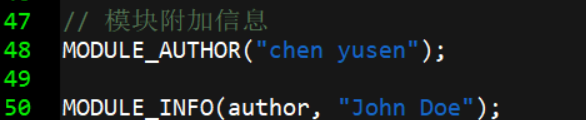 47 // 模块附加信息
48 MODULE_AUTHOR("chen yusen");
49
50 MODULE_INFO(author, "John Doe");